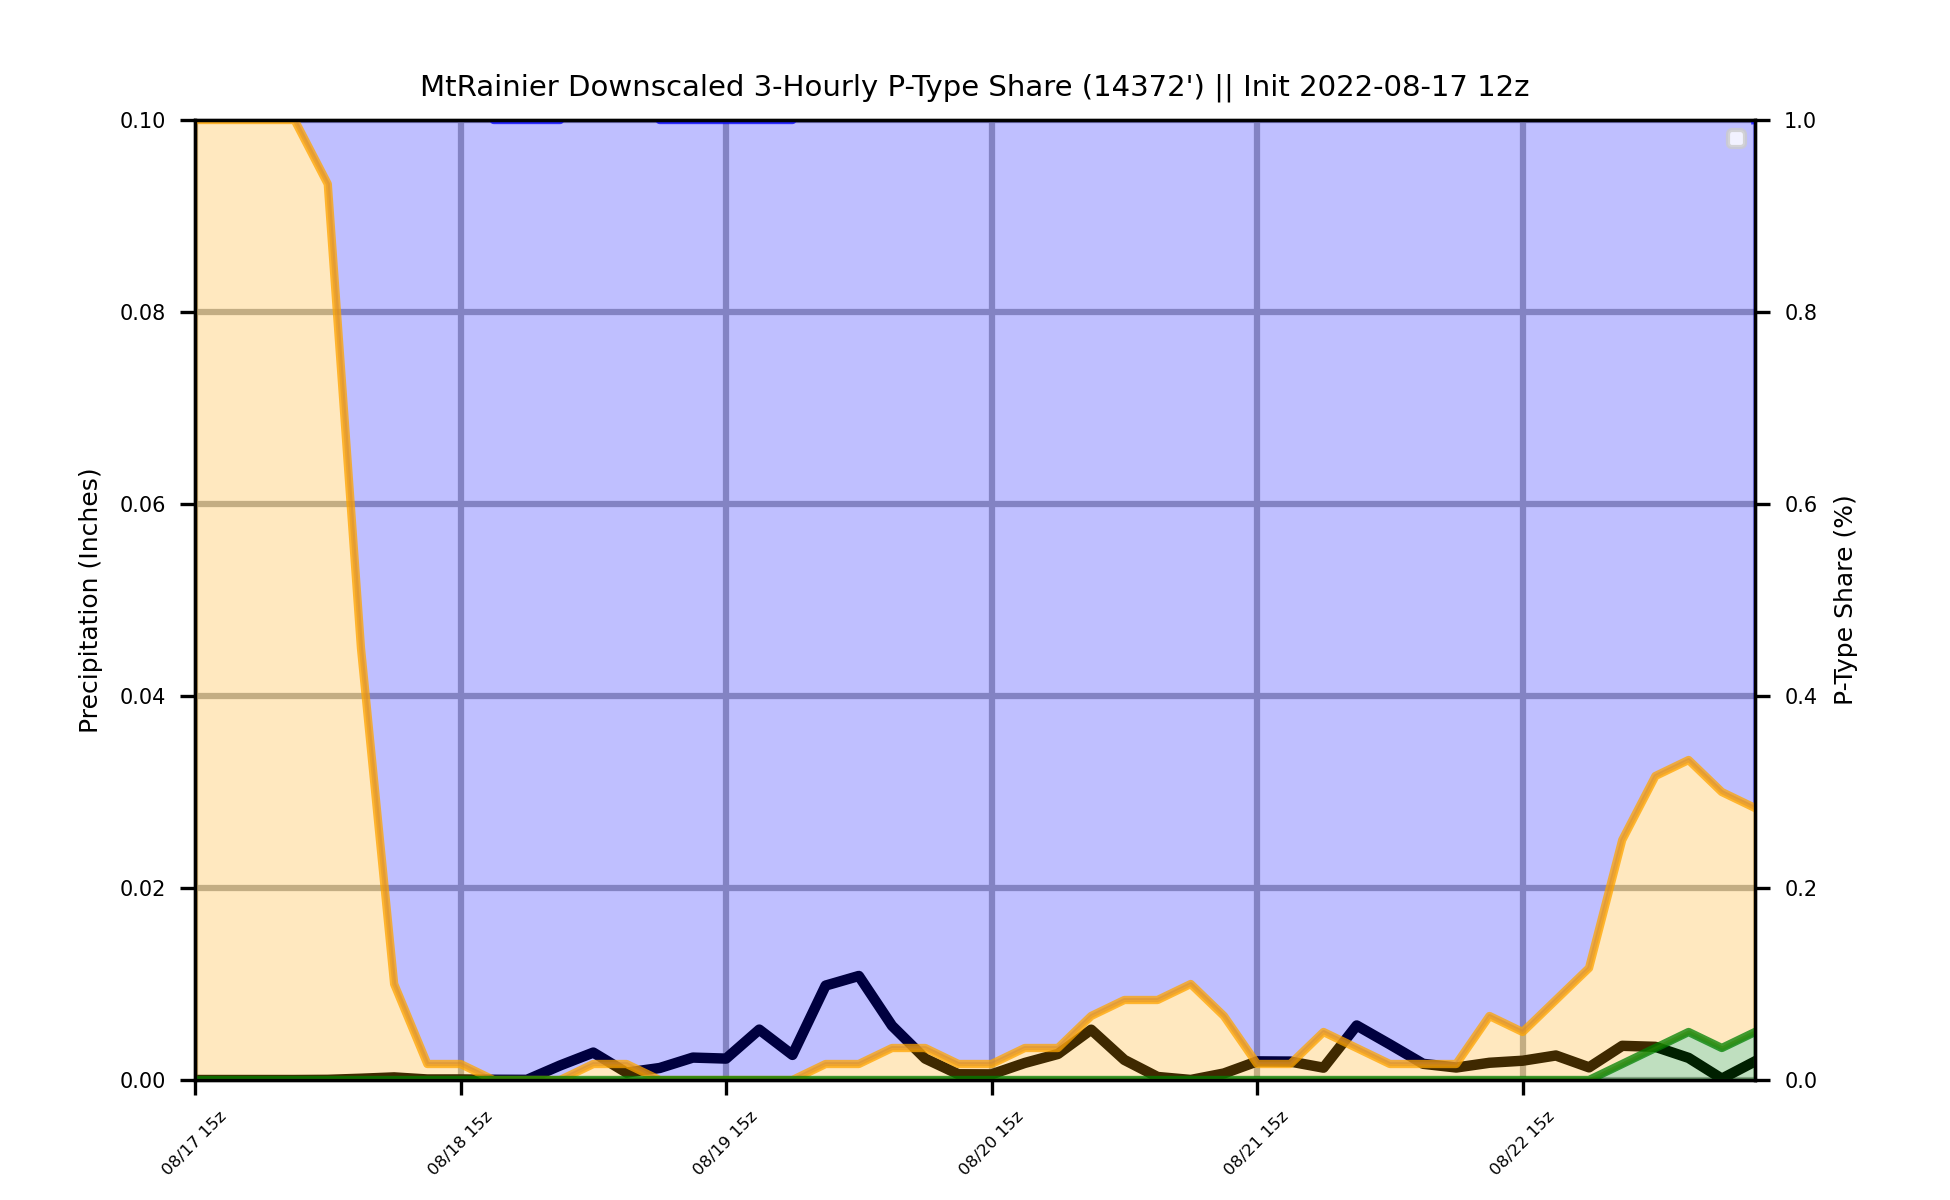 MtRainier Downscaled 3-Hourly P-Type Share (14372') || Init 2022-08-17 12z
Precipitation (Inches)
0.10
0.08
0.06
0.04
0.02
0.00
1.0
0.8
0.6
0.4
0.2
0.0
P-Type Share (%)
08/17 15z
08/18 15z
08/19 15z
08/20 15z
08/21 15z
08/22 15z